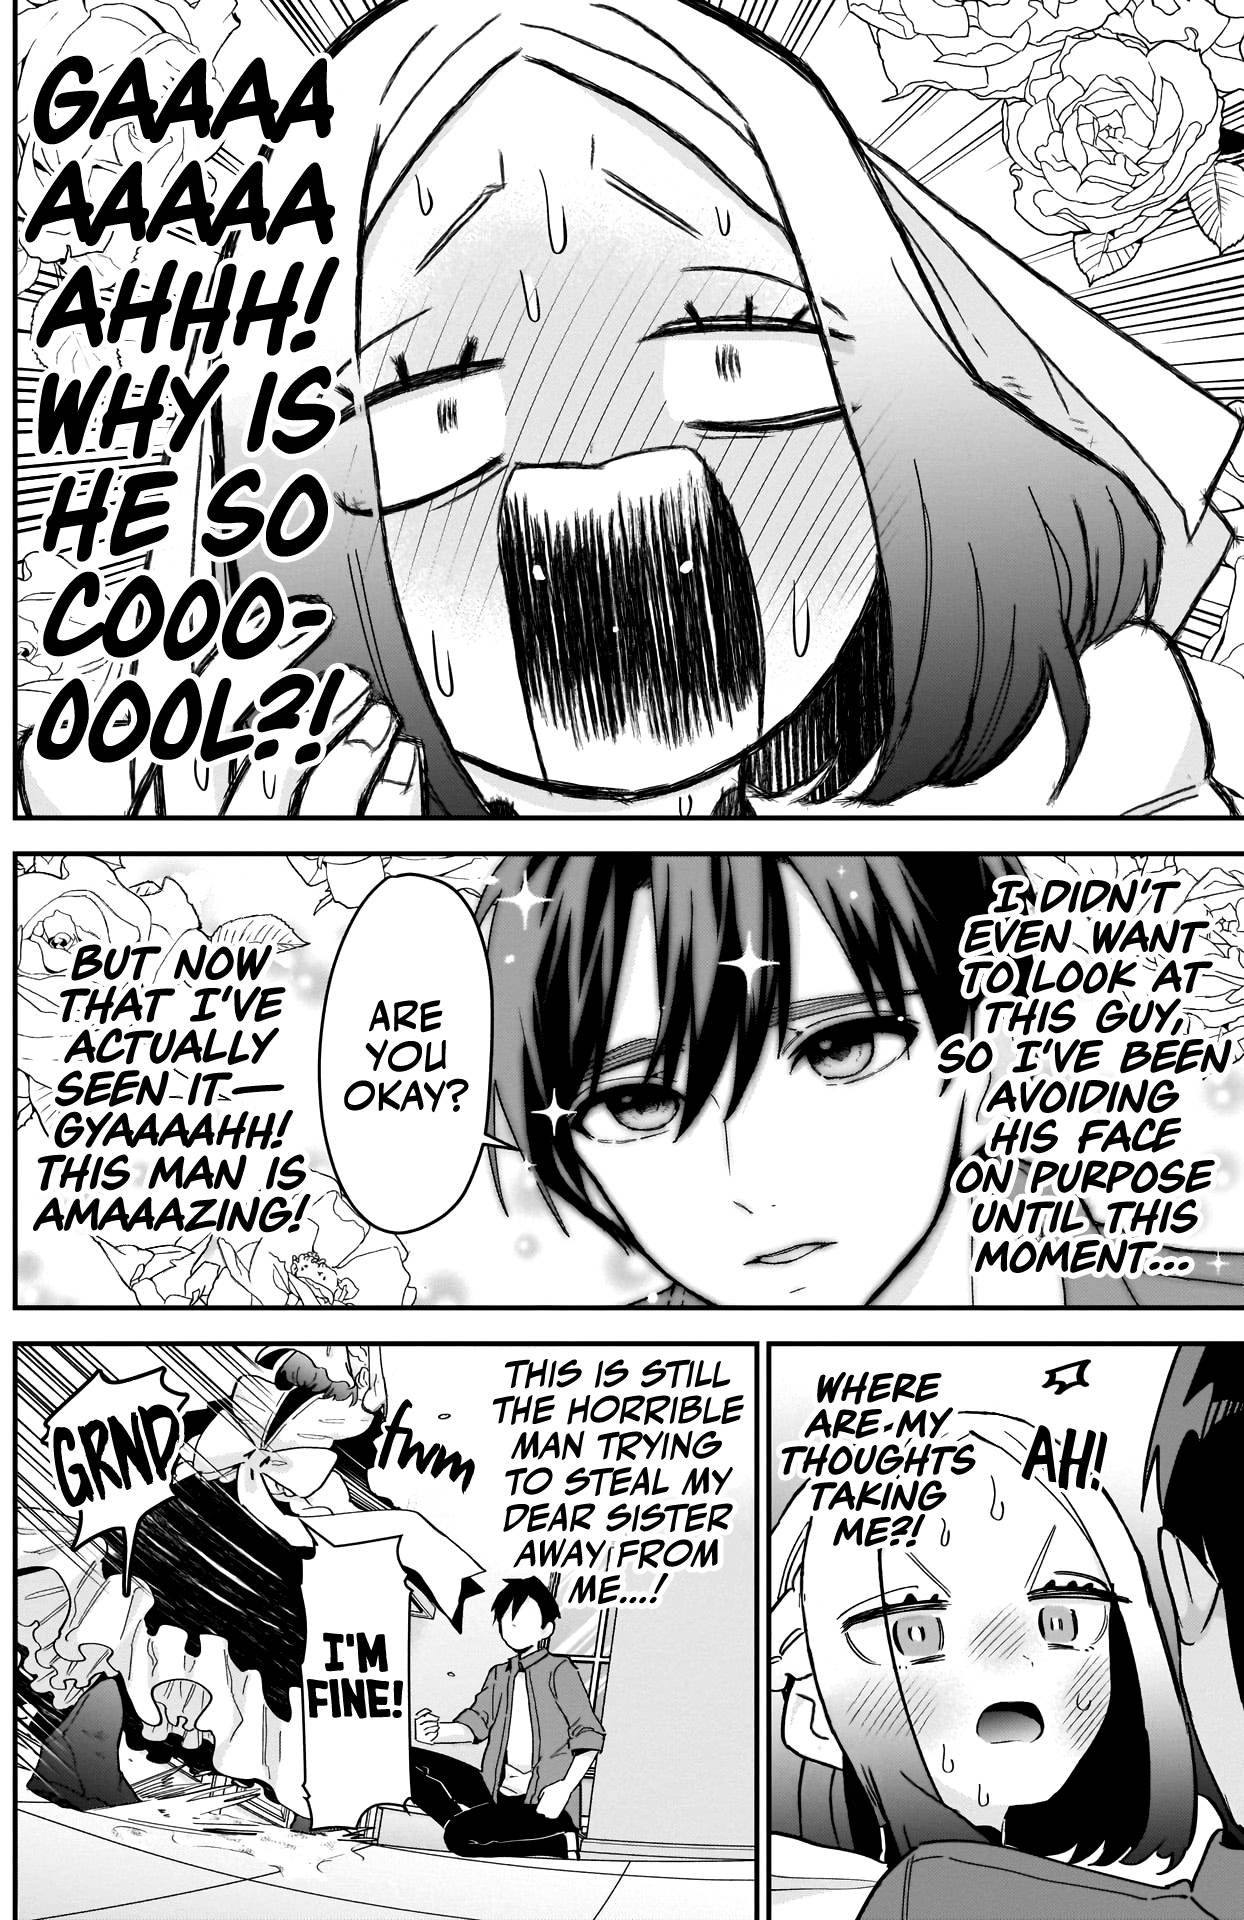 GAAAA
AAAAA
AHHH!
WHY IS
HE SO
COOO-
OOOL?!
I DIDN'T
EVEN WANT
TO LOOK AT
THIS GUY,
SO I'VE BEEN
AVOIDING
HIS FACE
ON PURPOSE
UNTIL THIS
MOMENT...
ARE
YOU
OKAY?
BUT NOW
THAT I'VE
ACTUALLY
SEEN IT—
GYAAAAHH!
THIS MAN IS
AMAAAZING!
AH!
WHERE
ARE MY
THOUGHTS
TAKING
ME?!
THIS IS STILL
THE HORRIBLE
MAN TRYING
TO STEAL MY
DEAR SISTER
AWAY FROM
ME...!
FWM
GRND
I'M
FINE!